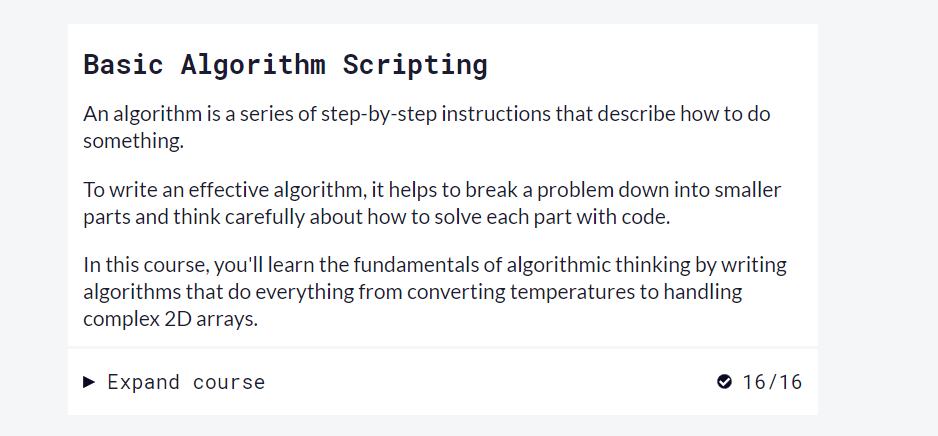 Basic Algorithm Scripting
An algorithm is a series of step-by-step instructions that describe how to do
something.
To write an effective algorithm, it helps to break a problem down into smaller
parts and think carefully about how to solve each part with code.
In this course, you'll learn the fundamentals of algorithmic thinking by writing
algorithms that do everything from converting temperatures to handling
complex 2D arrays.
Expand course 16/16